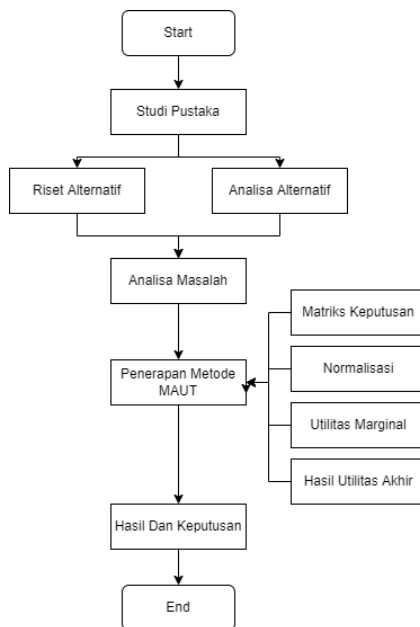 Start
Studi Pustaka
Riset Alternatif
Analisa Alternatif
Analisa Masalah
Matriks Keputusan
Normalisasi
Penerapan Metode
MAUT
Utilitas Marginal
Hasil Utilitas Akhir
Hasil Dan Keputusan
End